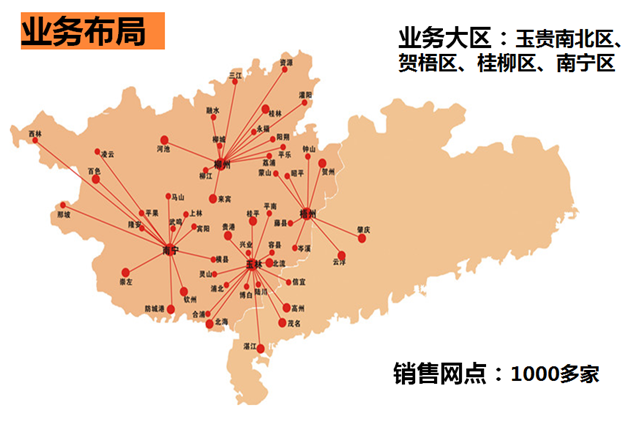 业务布局
业务大区：玉贵南北区、
贺梧区、桂柳区、南宁区
资源
三江
灌阳
融水
桂林
永福
西林
柳城
阳朔
钟山
凌云
河池
平乐
柳州
荔浦
百色
柳江
蒙山
昭平
贺州
马山
来宾
平南
那坡
平果
上林
桂平
梧州
武鸣
贵港
藤县
隆安
宾阳
肇庆
兴业
容县
岑溪
南宁
横县
玉林
北流
云浮
崇左
灵山
浦北
信宜
钦州
博白
陆川
防城港
合浦
高州
北海
茂名
湛江
销售网点：1000多家